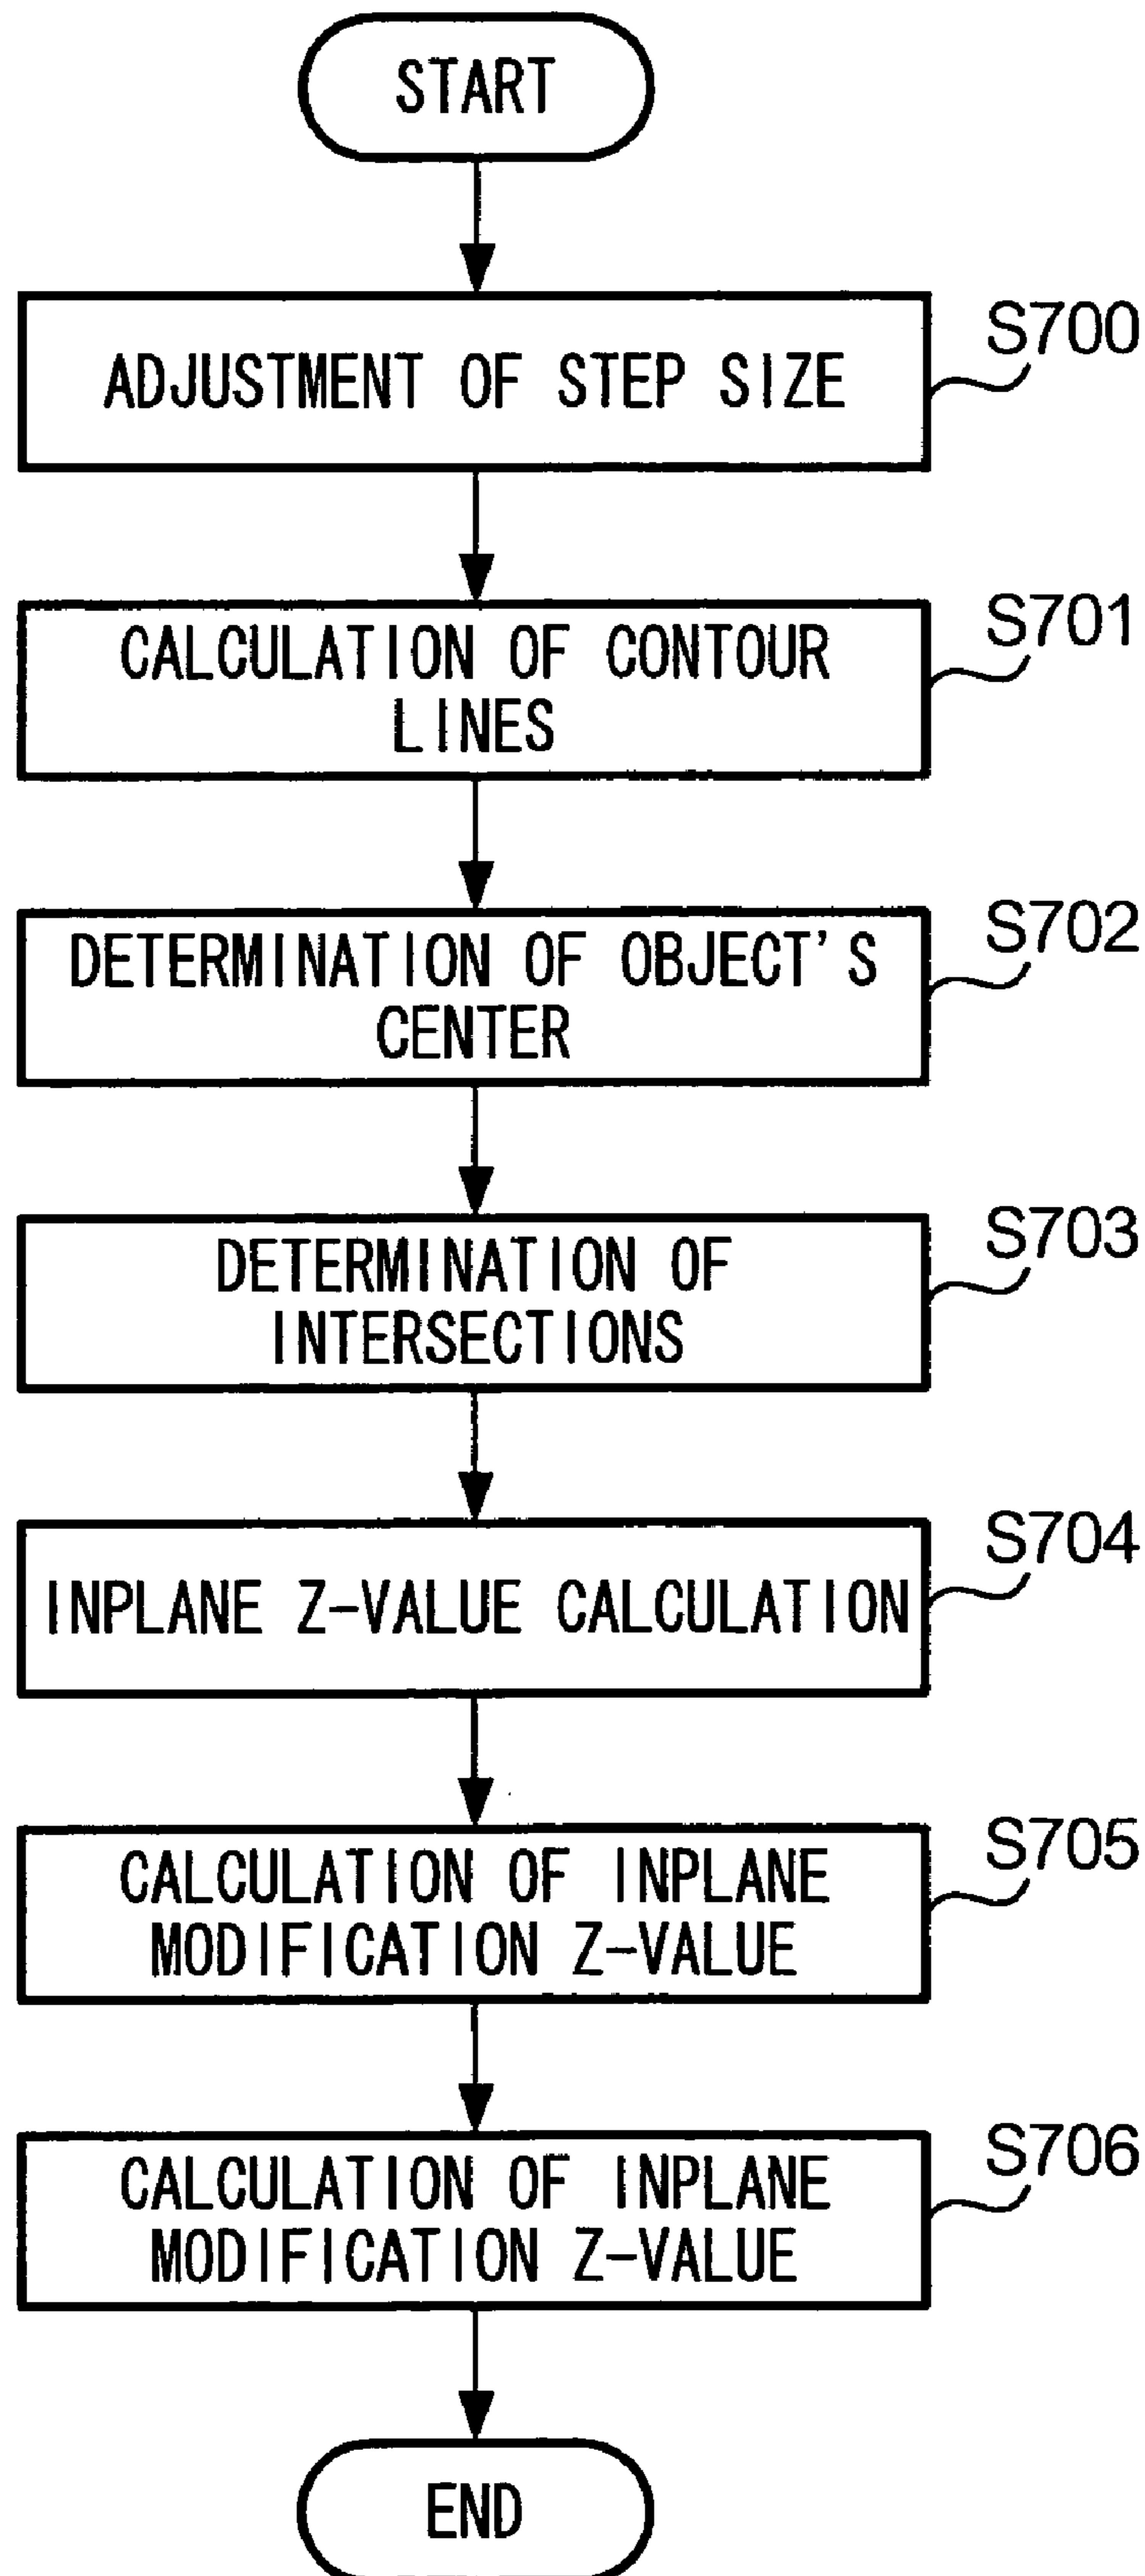 START
ADJUSTMENT OF STEP SIZE
S700
CALCULATION OF CONTOUR
LINES
S701
DETERMINATION OF OBJECT'S
CENTER
S702
DETERMINATION OF
INTERSECTIONS
S703
INPLANE Z-VALUE CALCULATION
S704
CALCULATION OF INPLANE
MODIFICATION Z-VALUE
S705
CALCULATION OF INPLANE
MODIFICATION Z-VALUE
S706
END